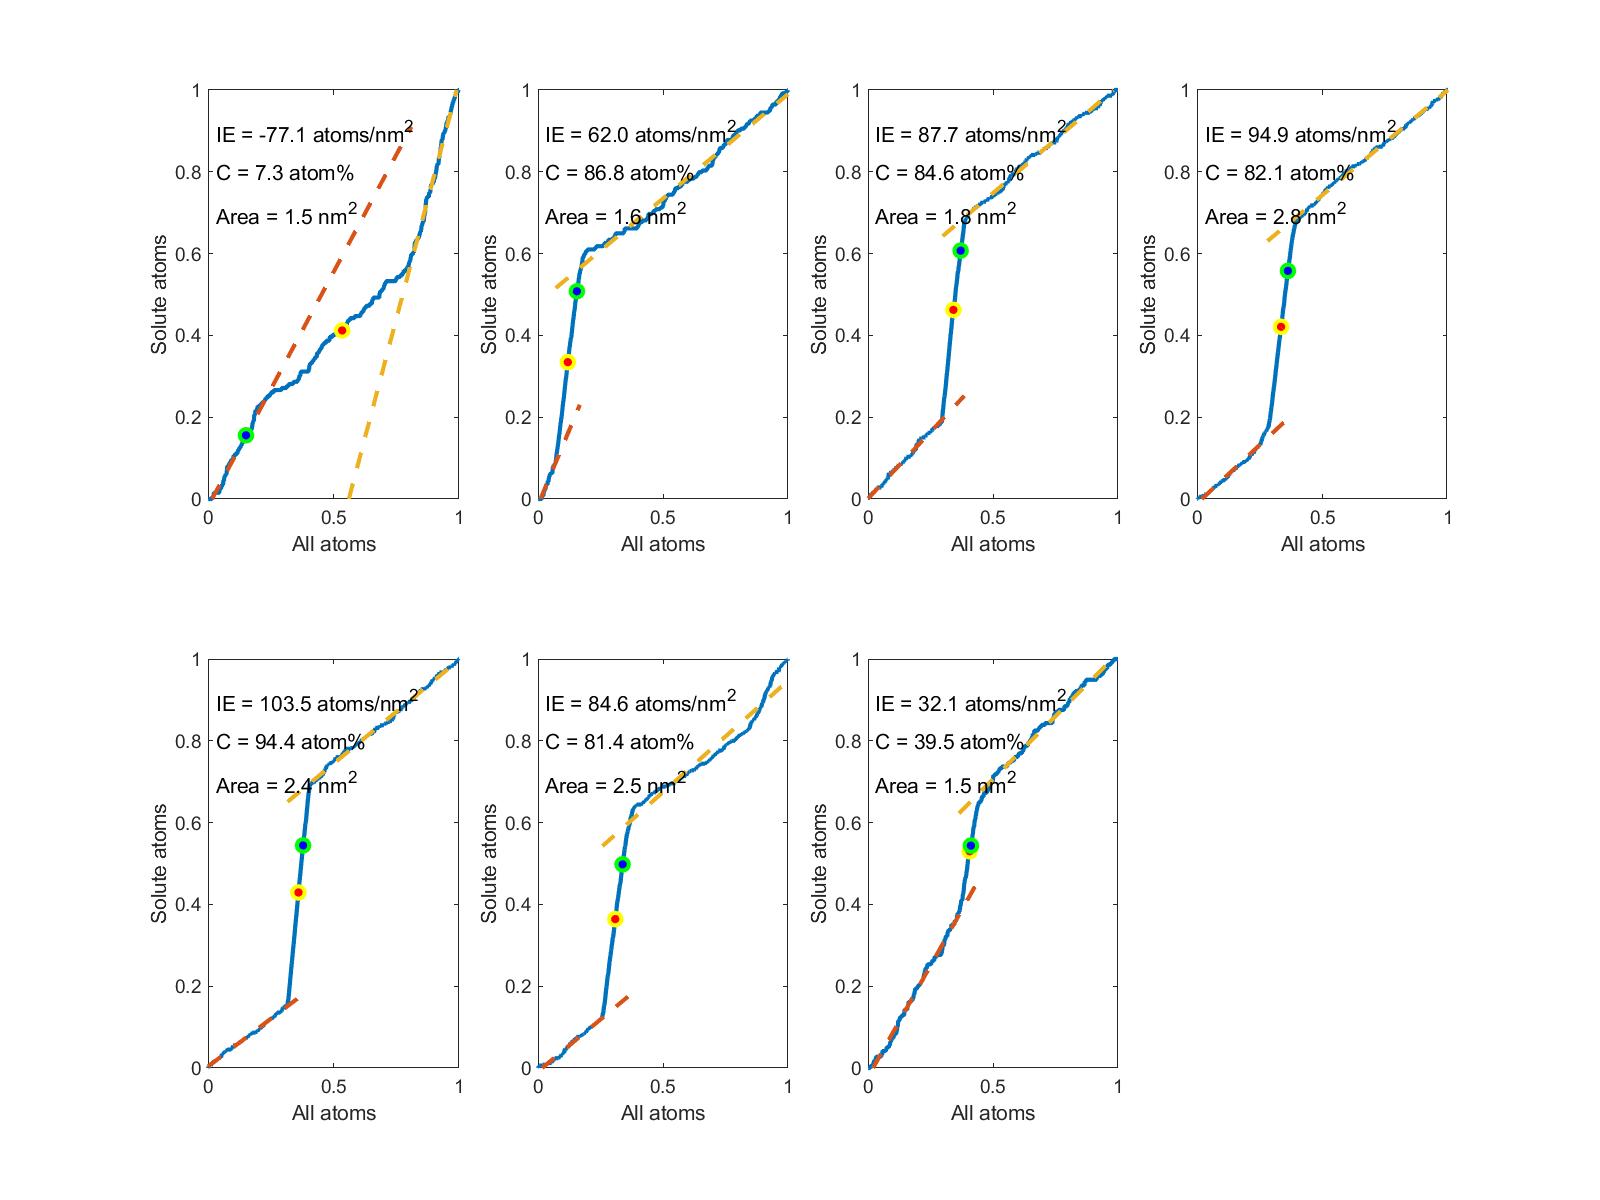 1
0.8
0.6
0.4
0.2
0
0
0.5
1
Solute atoms
All atoms
IE = -77.1 atoms/nm²
C = 7.3 atom%
Area = 1.5 nm²
1
0.8
0.6
0.4
0.2
0
0
0.5
1
Solute atoms
All atoms
IE = 62.0 atoms/nm²
C = 86.8 atom%
Area = 1.6 nm²
1
0.8
0.6
0.4
0.2
0
0
0.5
1
Solute atoms
All atoms
IE = 87.7 atoms/nm²
C = 84.6 atom%
Area = 1.8 nm²
1
0.8
0.6
0.4
0.2
0
0
0.5
1
Solute atoms
All atoms
IE = 94.9 atoms/nm²
C = 82.1 atom%
Area = 2.8 nm²
1
0.8
0.6
0.4
0.2
0
0
0.5
1
Solute atoms
All atoms
IE = 103.5 atoms/nm²
C = 94.4 atom%
Area = 2.4 nm²
1
0.8
0.6
0.4
0.2
0
0
0.5
1
Solute atoms
All atoms
IE = 84.6 atoms/nm²
C = 81.4 atom%
Area = 2.5 nm²
1
0.8
0.6
0.4
0.2
0
0
0.5
1
Solute atoms
All atoms
IE = 32.1 atoms/nm²
C = 39.5 atom%
Area = 1.5 nm²